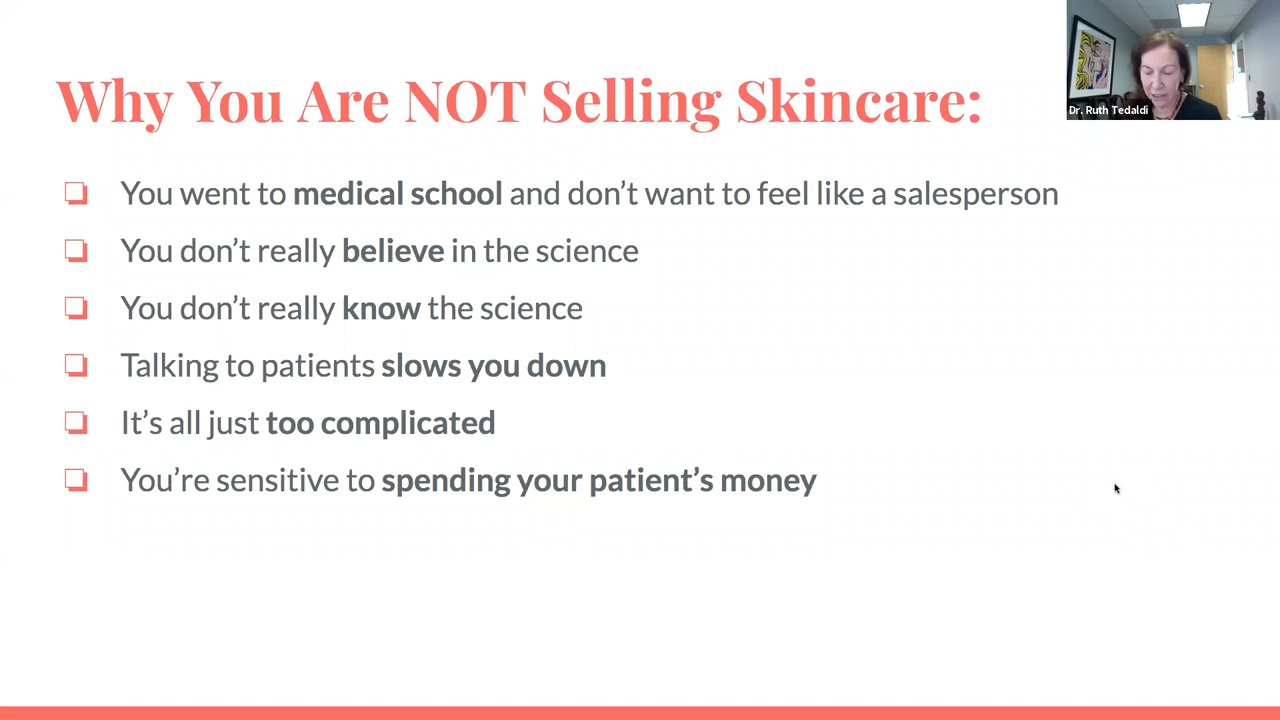 Why You Are NOT Selling Skincare:
Dr. Ruth Tedaldi
You went to medical school and don’t want to feel like a salesperson
You don’t really believe in the science
You don’t really know the science
Talking to patients slows you down
It’s all just too complicated
You’re sensitive to spending your patient’s money